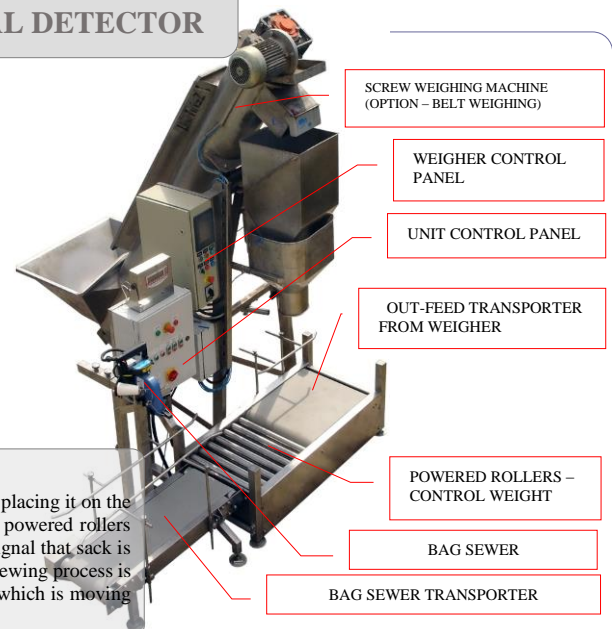 AL DETECTOR
SCREW WEIGHING MACHINE
(OPTION – BELT WEIGHING)
WEIGHER CONTROL
PANEL
UNIT CONTROL PANEL
OUT-FEED TRANSPORTER
FROM WEIGHER
POWERED ROLLERS –
CONTROL WEIGHT
BAG SEWER
BAG SEWER TRANSPORTER
placing it on the
powered rollers
gnal that sack is
ewing process is
which is moving